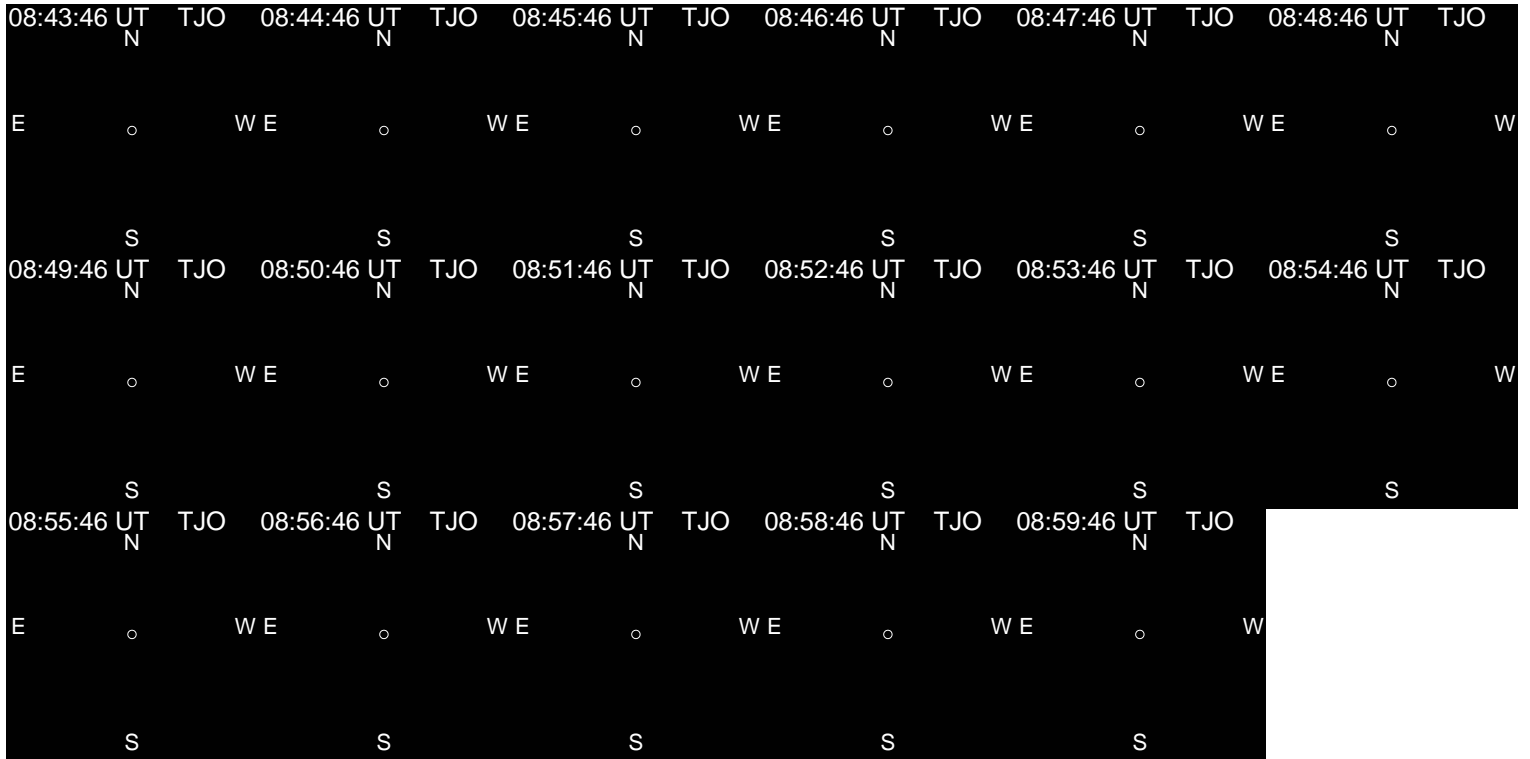 08:43:46 UT TJO 08:44:46 UT TJO 08:45:46 UT TJO 08:46:46 UT TJO 08:47:46 UT TJO 08:48:46 UT TJO
N N N N N N
E W E W E W E W E W E W
S S S S S S
08:49:46 UT TJO 08:50:46 UT TJO 08:51:46 UT TJO 08:52:46 UT TJO 08:53:46 UT TJO 08:54:46 UT TJO
N N N N N N
E W E W E W E W E W E W
S S S S S S
08:55:46 UT TJO 08:56:46 UT TJO 08:57:46 UT TJO 08:58:46 UT TJO 08:59:46 UT TJO
N N N N N
E W E W E W E W E W
S S S S S